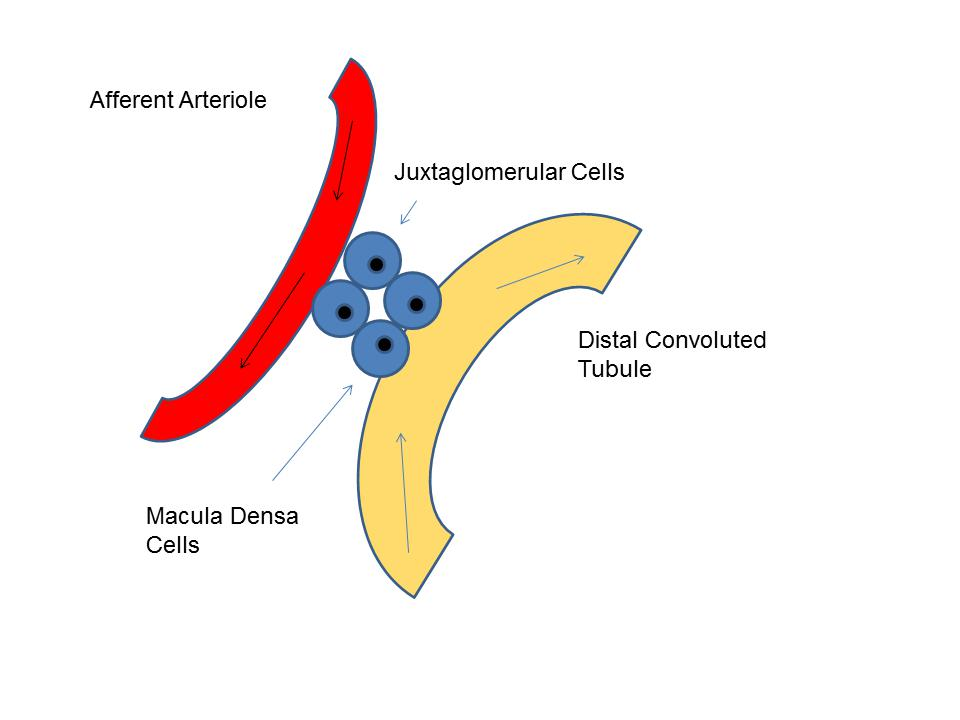 Afferent Arteriole
Juxtaglomerular Cells
Distal Convoluted
Tubule
Macula Densa
Cells